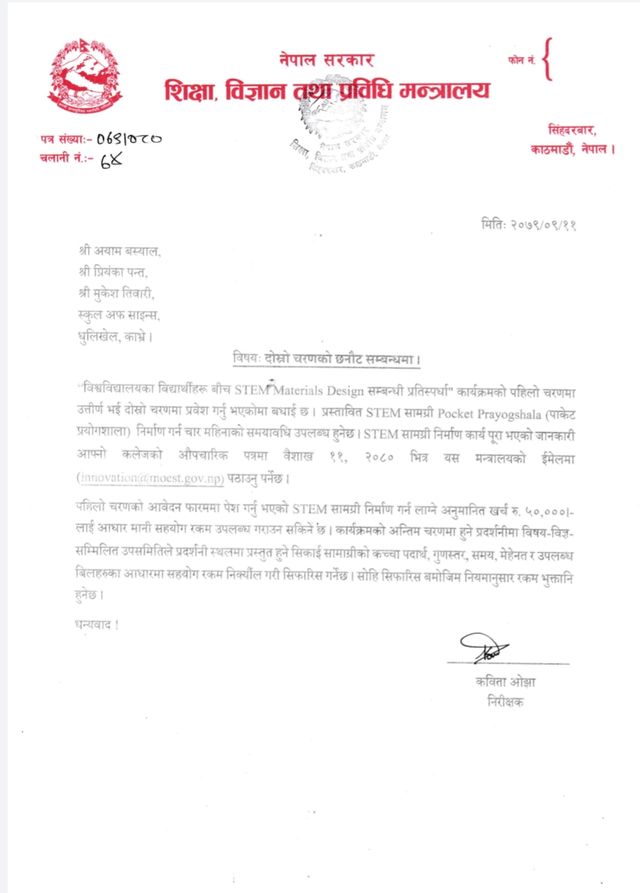 नेपाल सरकार
शिक्षा, विज्ञान तथा प्रविधि मन्त्रालय
फोन नं.
पत्र संख्याः- ०७९/०८०
चलानी नं.:- ६४
सिंहदरबार,
काठमाडौं, नेपाल ।
मितिः २०७९/०९/११
श्री अयाम बस्याल,
श्री प्रियंका पन्त,
श्री मुकेश तिवारी,
स्कुल अफ साइन्स,
धुलिखेल, काभ्रे ।
विषयः दोस्रो चरणको छनौट सम्बन्धमा ।
"विश्वविद्यालयका विद्यार्थीहरू बीच STEM Materials Design सम्बन्धी प्रतिस्पर्धा" कार्यक्रमको पहिलो चरणमा
उत्तीर्ण भई दोस्रो चरणमा प्रवेश गर्नु भएकोमा बधाई छ । प्रस्तावित STEM सामग्री Pocket Prayogshala (पाकेट
प्रयोगशाला) निर्माण गर्न चार महिनाको समयावधि उपलब्ध हुनेछ । STEM सामग्री निर्माण कार्य पूरा भएको जानकारी
आफ्नो कलेजको औपचारिक पत्रमा वैशाख ११, २०८० भित्र यस मन्त्रालयको ईमेलमा
(innovation@moest.gov.np) पठाउनु पर्नेछ ।
पहिलो चरणको आवेदन फारममा पेश गर्नु भएको STEM सामाग्री निर्माण गर्न लाग्ने अनुमानित खर्च रु. ५०,०००।-
लाई आधार मानी सहयोग रकम उपलब्ध गराउन सकिने छ । कार्यक्रमको अन्तिम चरणमा हुने प्रदर्शनीमा विषय-विज्ञ-
सम्मिलित उपसमितिले प्रदर्शनी स्थलमा प्रस्तुत हुने सिकाई सामाग्रीको कच्चा पदार्थ, गुणस्तर, समय, मेहेनत र उपलब्ध
बिलहरुका आधारमा सहयोग रकम निर्क्यौल गरी सिफारिस गर्नेछ । सोहि सिफारिस बमोजिम नियमानुसार रकम भुक्तानि
हुनेछ ।
धन्यवाद !
कविता ओझा
निरीक्षक